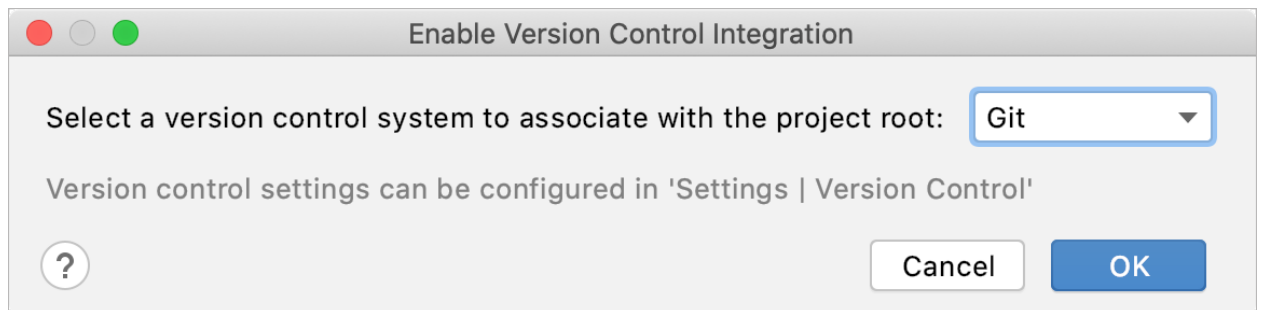 Enable Version Control Integration
Select a version control system to associate with the project root: Git
Version control settings can be configured in 'Settings | Version Control'
? Cancel OK